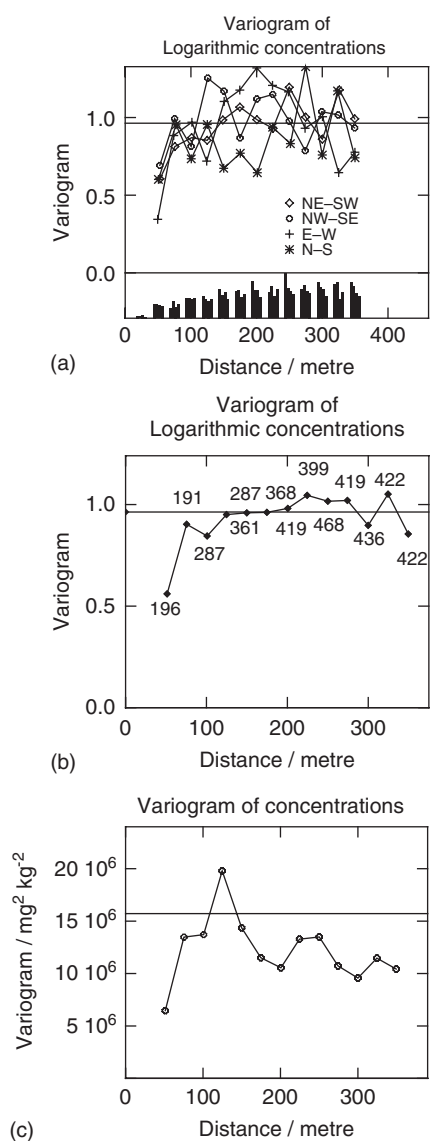 Variogram of
Logarithmic concentrations
1.0
0.5
0.0
Variogram
NE–SW
NW–SE
E–W
N–S
0 100 200 300 400
(a)
Distance / metre
Variogram of
Logarithmic concentrations
1.0
0.5
0.0
Variogram
196
191
287
361
287
368
419
399
468
419
436
422
422
0 100 200 300
(b)
Distance / metre
Variogram of concentrations
20 10⁶
15 10⁶
10 10⁶
5 10⁶
Variogram / mg² kg⁻²
0 100 200 300
Distance / metre
(c)